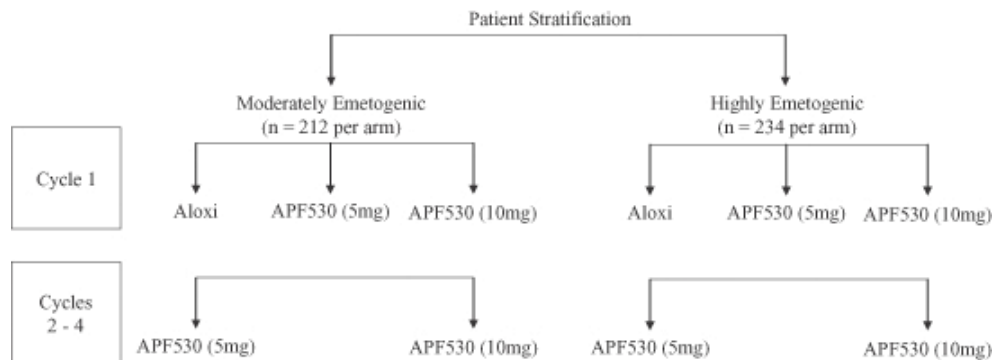 Patient Stratification
Moderately Emetogenic
(n = 212 per arm)
Highly Emetogenic
(n = 234 per arm)
Cycle 1
Aloxi
APF530 (5mg)
APF530 (10mg)
Aloxi
APF530 (5mg)
APF530 (10mg)
Cycles
2 - 4
APF530 (5mg)
APF530 (10mg)
APF530 (5mg)
APF530 (10mg)